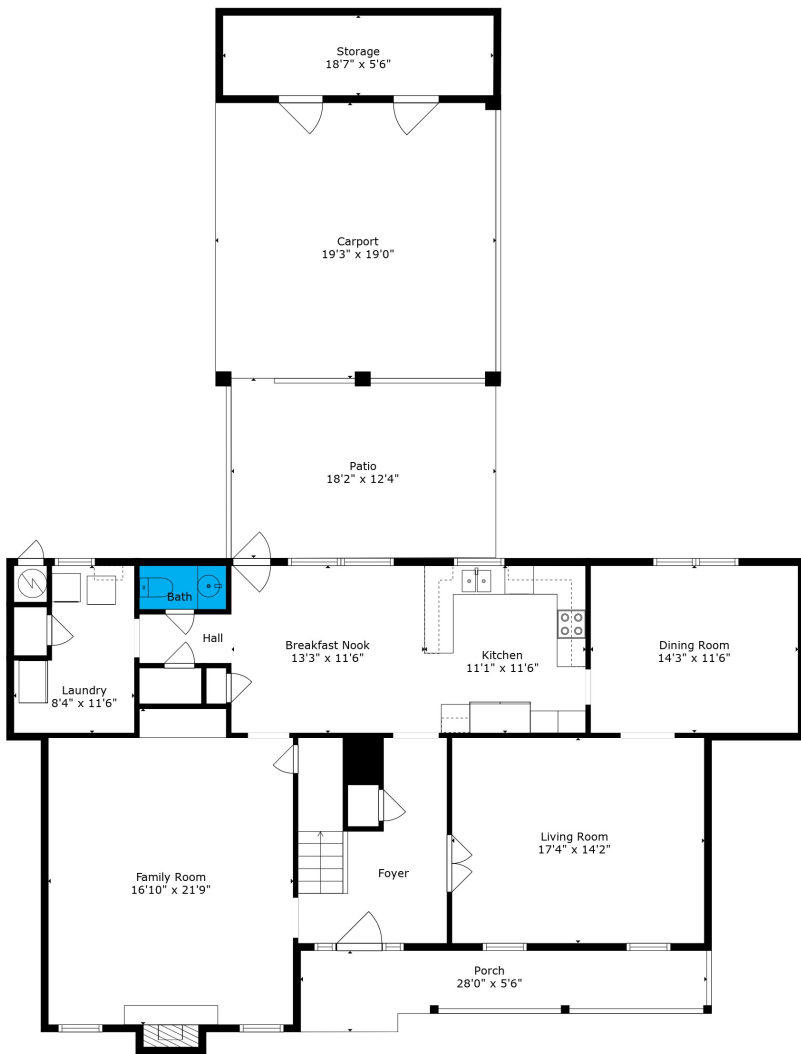 Storage
18'7" x 5'6"
Carport
19'3" x 19'0"
Patio
18'2" x 12'4"
Bath
Hall
Breakfast Nook
13'3" x 11'6"
Kitchen
11'1" x 11'6"
Dining Room
14'3" x 11'6"
Laundry
8'4" x 11'6"
Living Room
17'4" x 14'2"
Family Room
16'10" x 21'9"
Foyer
Porch
28'0" x 5'6"